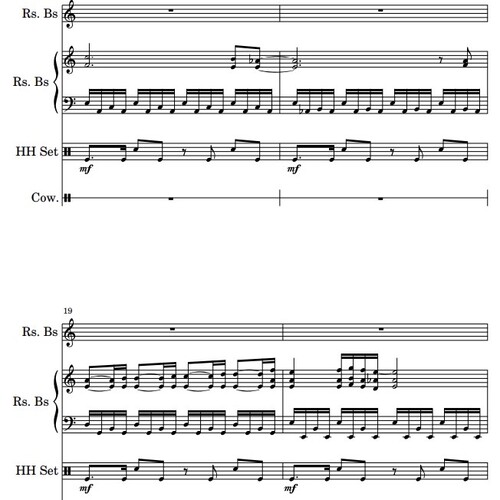 Rs. Bs
Rs. Bs
HH Set
mf
mf
Cow.
19
Rs. Bs
Rs. Bs
HH Set
mf
mf